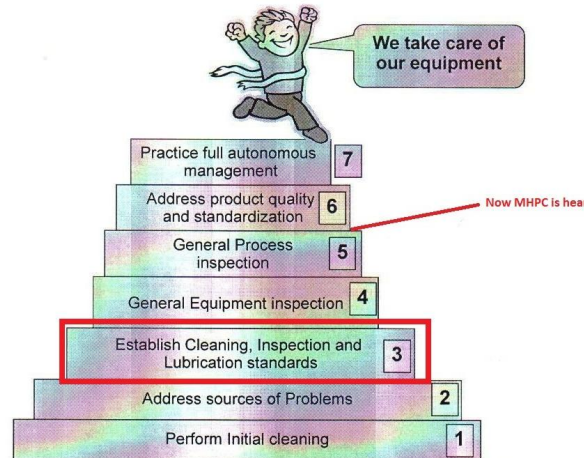 We take care of
our equipment
Practice full autonomous
management
7
Address product quality
and standardization
6
Now MHPC is hea
General Process
inspection
5
General Equipment inspection
4
Establish Cleaning, Inspection and
Lubrication standards
3
Address sources of Problems
2
Perform Initial cleaning
1